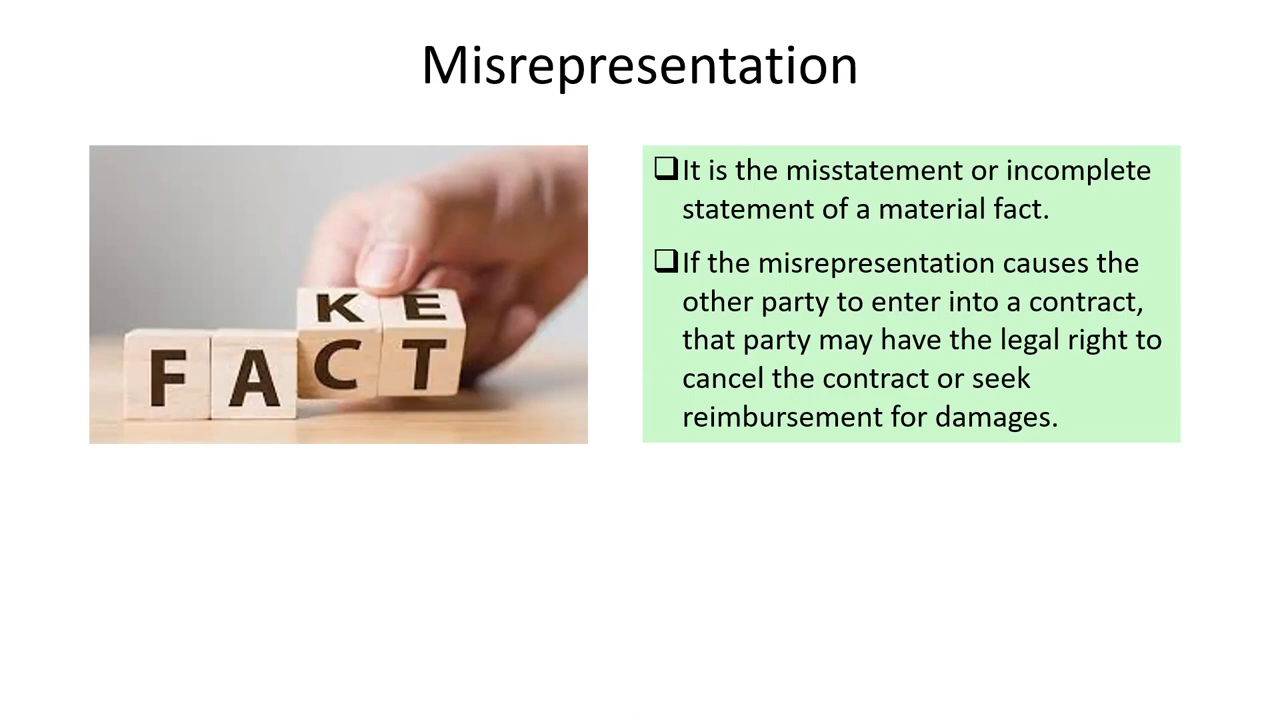 Misrepresentation
K E
F A C T
❑It is the misstatement or incomplete
statement of a material fact.
❑If the misrepresentation causes the
other party to enter into a contract,
that party may have the legal right to
cancel the contract or seek
reimbursement for damages.